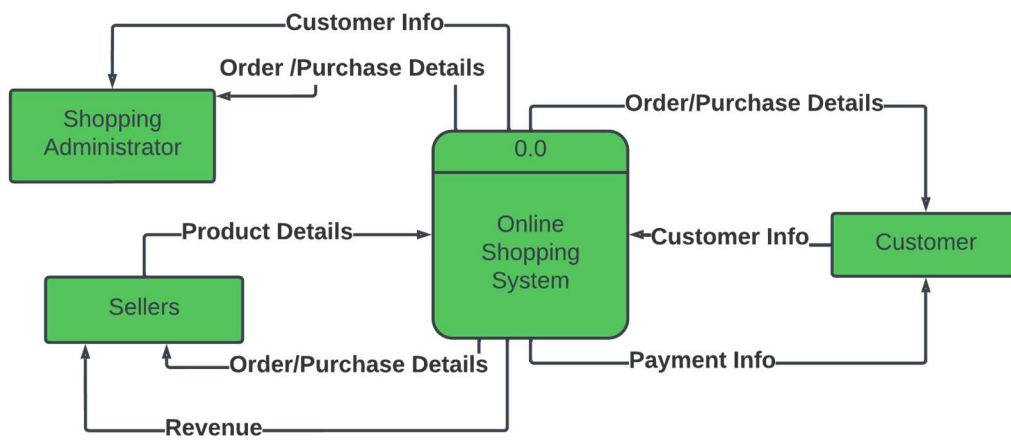 Customer Info
Order /Purchase Details
Shopping
Administrator
Order/Purchase Details
0.0
Online
Shopping
System
Product Details
Customer Info
Customer
Sellers
Order/Purchase Details
Payment Info
Revenue